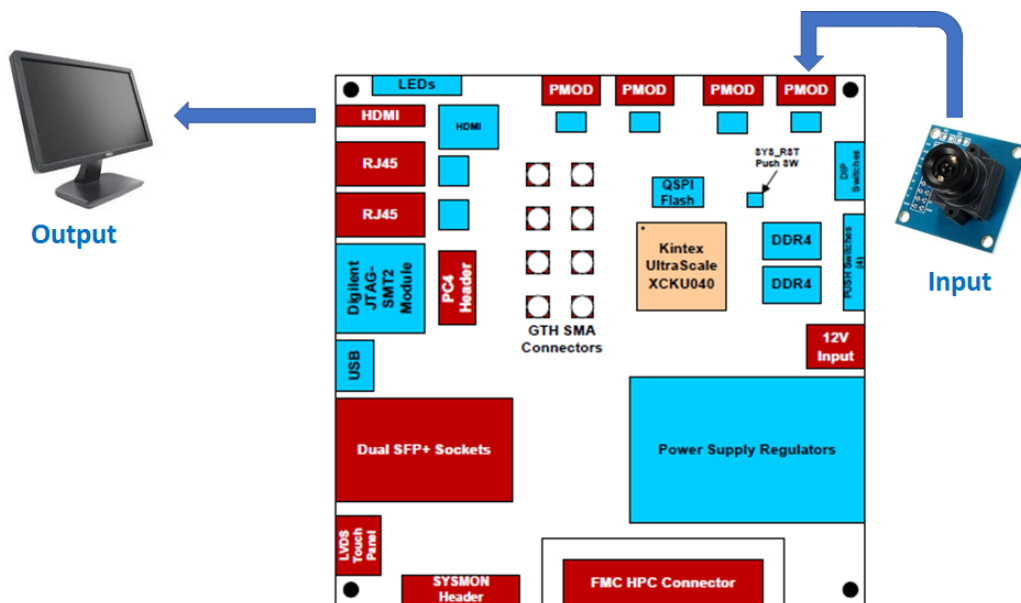 LEDs
PMOD
PMOD
PMOD
PMOD
HDMI
HDMI
RJ45
SYS_RST
Push SW
DIP
Switches
QSPI
Flash
RJ45
Output
Kintex
UltraScale
XCKU040
DDR4
DDR4
PUSH Switches
(4)
Input
Digilent
JTAG-
SMT2
Module
PC4
Header
GTH SMA
Connectors
12V
Input
USB
Dual SFP+ Sockets
Power Supply Regulators
LVDS
Touch
Panel
SYSMON
Header
FMC HPC Connector